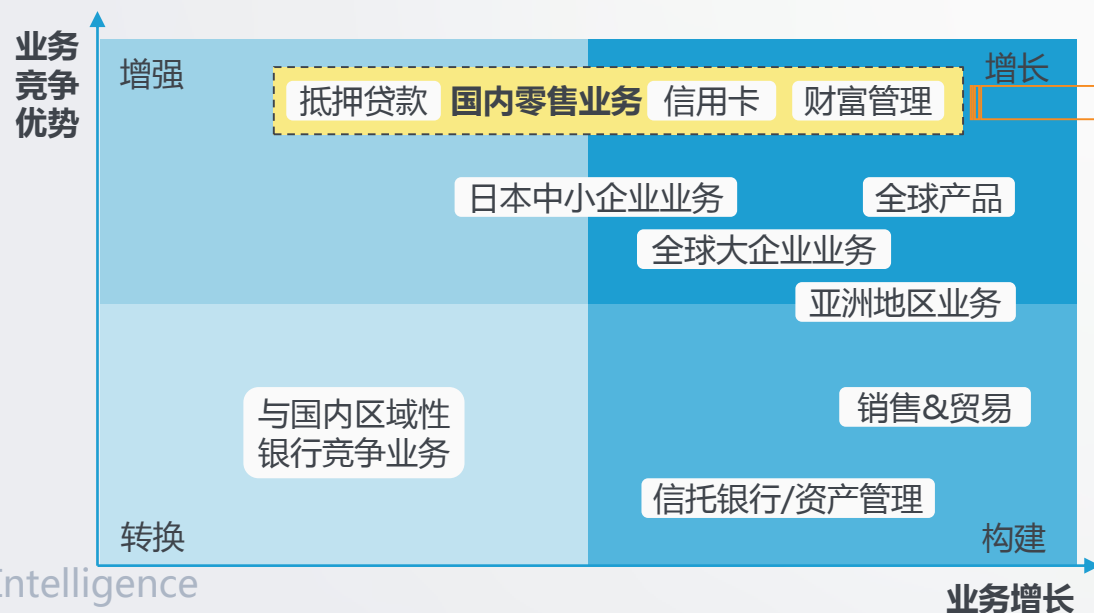 业务
竞争
优势
增强
增长
抵押贷款 国内零售业务 信用卡 财富管理
日本中小企业业务
全球产品
全球大企业业务
亚洲地区业务
与国内区域性
银行竞争业务
销售&贸易
信托银行/资产管理
转换
构建
Intelligence
业务增长